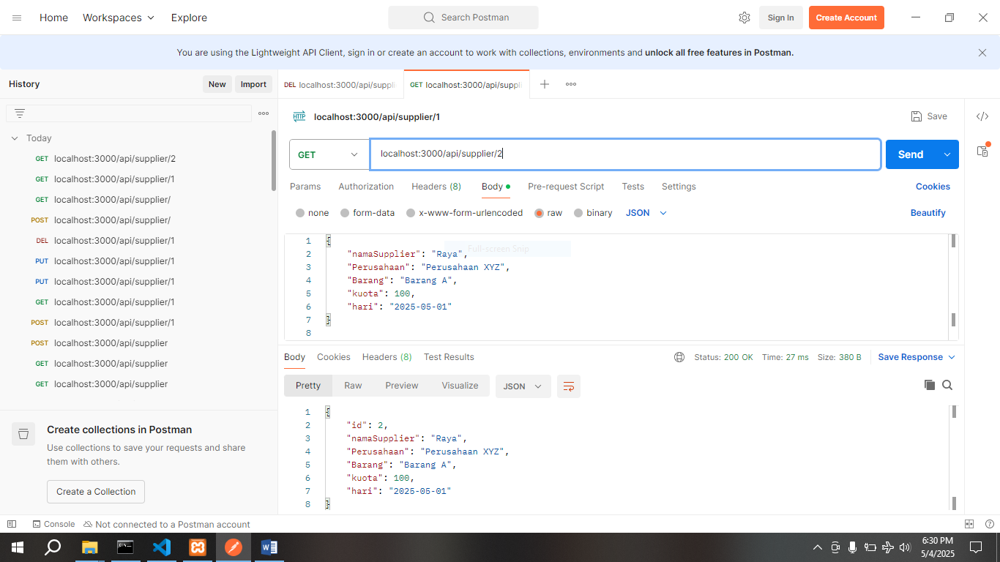 Home Workspaces Explore Search Postman Sign In Create Account
You are using the Lightweight API Client, sign in or create an account to work with collections, environments and unlock all free features in Postman.
History New Import
DEL localhost:3000/api/suppli GET localhost:3000/api/suppli
HTTP localhost:3000/api/supplier/1 Save
Today
GET localhost:3000/api/supplier/2
GET localhost:3000/api/supplier/1
GET localhost:3000/api/supplier/
POST localhost:3000/api/supplier/
DEL localhost:3000/api/supplier/1
PUT localhost:3000/api/supplier/1
PUT localhost:3000/api/supplier/1
GET localhost:3000/api/supplier/1
POST localhost:3000/api/supplier/1
POST localhost:3000/api/supplier
GET localhost:3000/api/supplier
GET localhost:3000/api/supplier
Create collections in Postman
Use collections to save your requests and share
them with others.
Create a Collection
GET localhost:3000/api/supplier/2 Send
Params Authorization Headers (8) Body Pre-request Script Tests Settings Cookies
none form-data x-www-form-urlencoded raw binary JSON Beautify
Full-screen Snip
1 {
2 "namaSupplier": "Raya",
3 "Perusahaan": "Perusahaan XYZ",
4 "Barang": "Barang A",
5 "kuota": 100,
6 "hari": "2025-05-01"
7 }
8
Body Cookies Headers (8) Test Results Status: 200 OK Time: 27 ms Size: 380 B Save Response
Pretty Raw Preview Visualize JSON
1 {
2 "id": 2,
3 "namaSupplier": "Raya",
4 "Perusahaan": "Perusahaan XYZ",
5 "Barang": "Barang A",
6 "kuota": 100,
7 "hari": "2025-05-01"
8 }
Console Not connected to a Postman account
6:30 PM
5/4/2025